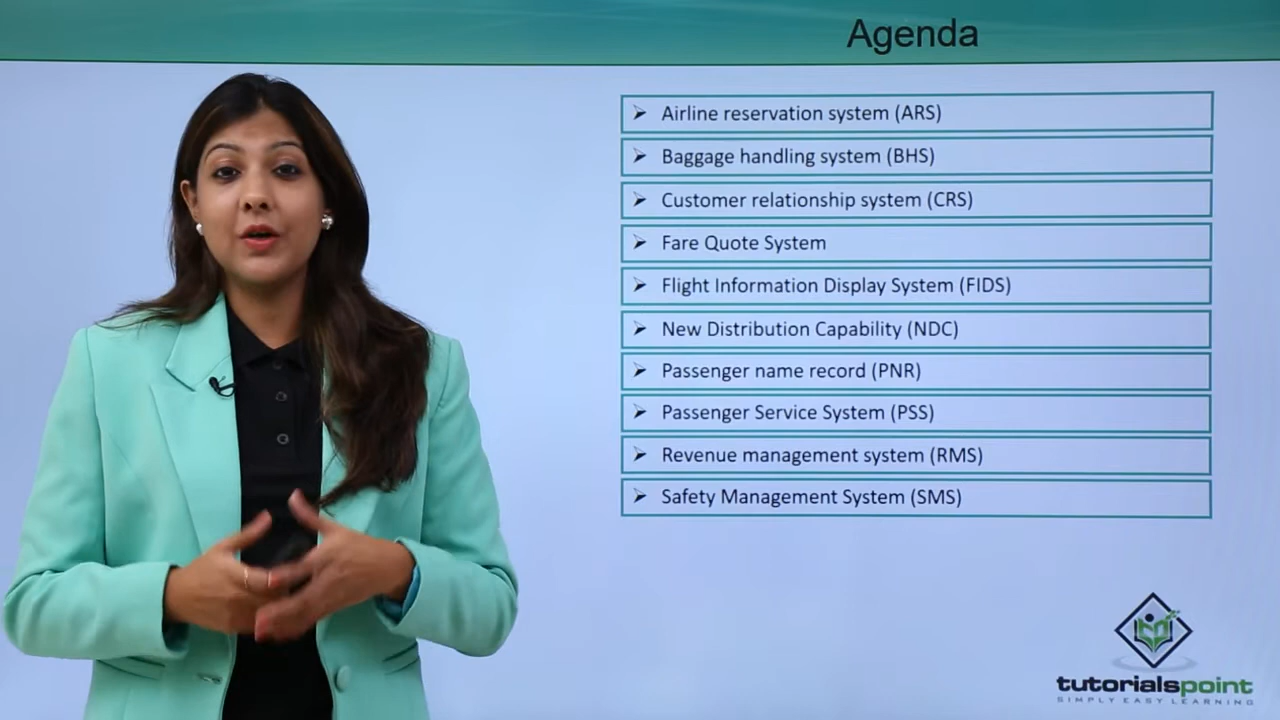 Agenda
Airline reservation system (ARS)
Baggage handling system (BHS)
Customer relationship system (CRS)
Fare Quote System
Flight Information Display System (FIDS)
New Distribution Capability (NDC)
Passenger name record (PNR)
Passenger Service System (PSS)
Revenue management system (RMS)
Safety Management System (SMS)
tutorialspoint
SIMPLY EASY LEARNING